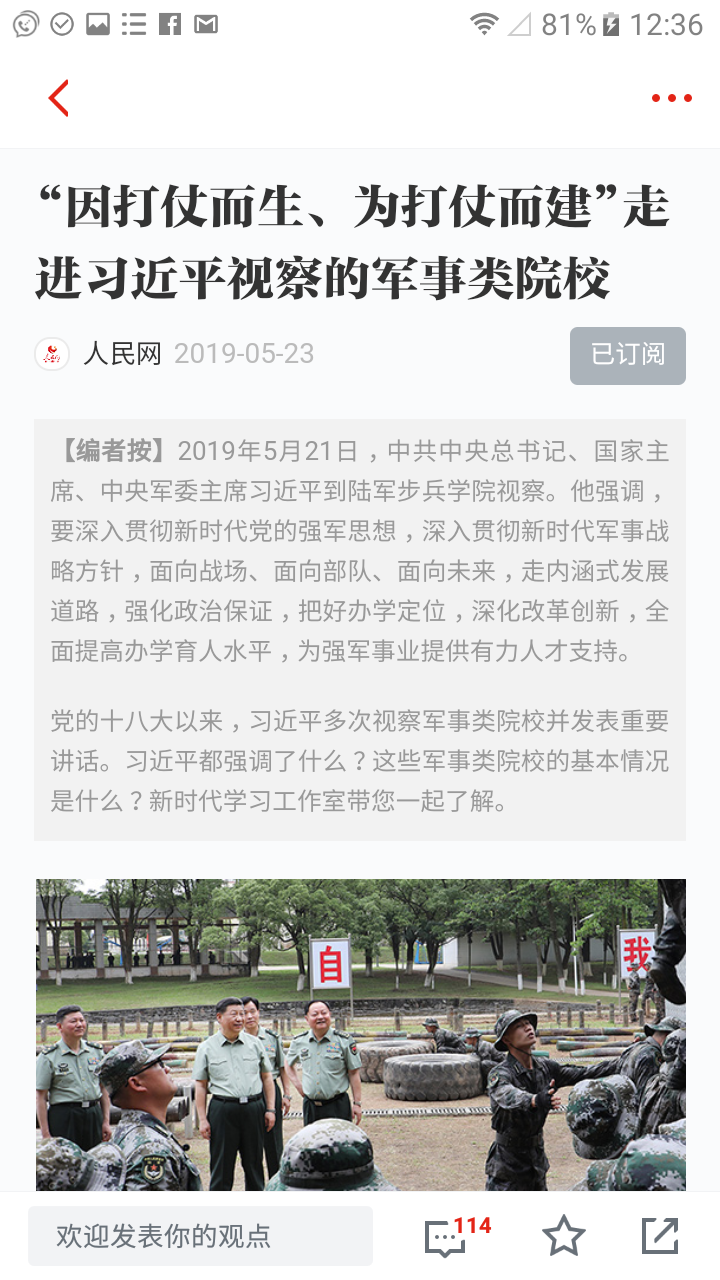 81% 12:36
“因打仗而生、为打仗而建”走
进习近平视察的军事类院校
人民网 2019-05-23 已订阅
【编者按】2019年5月21日，中共中央总书记、国家主
席、中央军委主席习近平到陆军步兵学院视察。他强调，
要深入贯彻新时代党的强军思想，深入贯彻新时代军事战
略方针，面向战场、面向部队、面向未来，走内涵式发展
道路，强化政治保证，把好办学定位，深化改革创新，全
面提高办学育人水平，为强军事业提供有力人才支持。
党的十八大以来，习近平多次视察军事类院校并发表重要
讲话。习近平都强调了什么？这些军事类院校的基本情况
是什么？新时代学习工作室带您一起了解。
自 我
欢迎发表你的观点 114